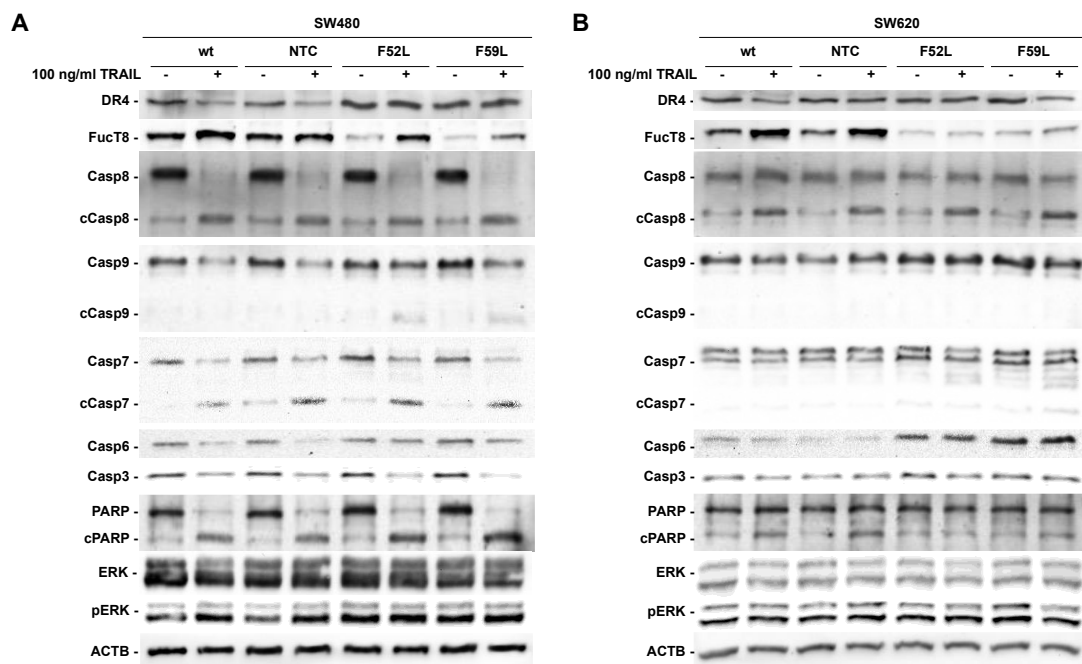 A
SW480
wt NTC F52L F59L
100 ng/ml TRAIL - + - + - + - +
DR4 -
FucT8 -
Casp8 -
cCasp8 -
Casp9 -
cCasp9 -
Casp7 -
cCasp7 -
Casp6 -
Casp3 -
PARP -
cPARP -
ERK -
pERK -
ACTB -
B
SW620
wt NTC F52L F59L
100 ng/ml TRAIL - + - + - + - +
DR4 -
FucT8 -
Casp8 -
cCasp8 -
Casp9 -
cCasp9 -
Casp7 -
cCasp7 -
Casp6 -
Casp3 -
PARP -
cPARP -
ERK -
pERK -
ACTB -